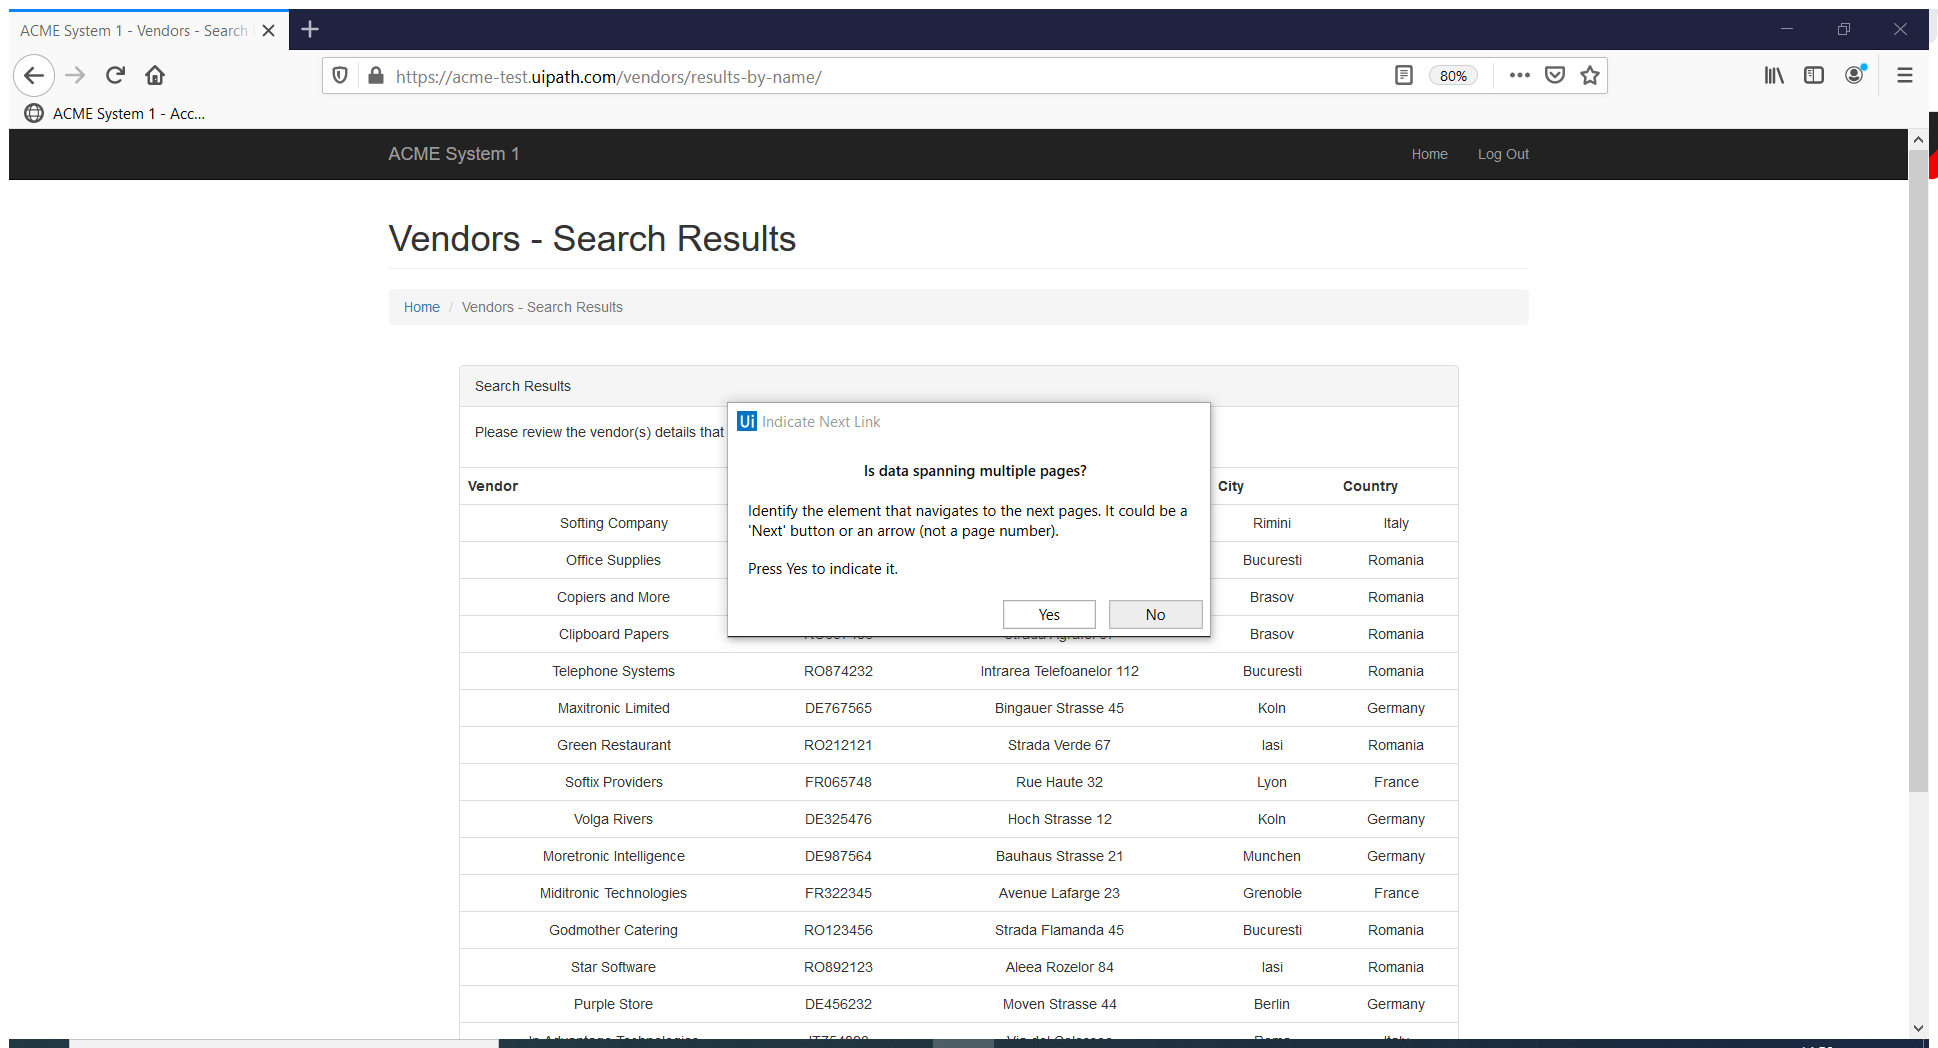 ACME System 1 - Vendors - Search
https://acme-test.uipath.com/vendors/results-by-name/
80%
ACME System 1 - Acc...
ACME System 1 Home Log Out
Vendors - Search Results
Home / Vendors - Search Results
Search Results
Please review the vendor(s) details that
Ui Indicate Next Link
Is data spanning multiple pages?
Identify the element that navigates to the next pages. It could be a
'Next' button or an arrow (not a page number).
Press Yes to indicate it.
Yes No
Vendor City Country
Softing Company Rimini Italy
Office Supplies Bucuresti Romania
Copiers and More Brasov Romania
Clipboard Papers Brasov Romania
Telephone Systems RO874232 Intrarea Telefoanelor 112 Bucuresti Romania
Maxitronic Limited DE767565 Bingauer Strasse 45 Koln Germany
Green Restaurant RO212121 Strada Verde 67 Iasi Romania
Softix Providers FR065748 Rue Haute 32 Lyon France
Volga Rivers DE325476 Hoch Strasse 12 Koln Germany
Moretronic Intelligence DE987564 Bauhaus Strasse 21 Munchen Germany
Miditronic Technologies FR322345 Avenue Lafarge 23 Grenoble France
Godmother Catering RO123456 Strada Flamanda 45 Bucuresti Romania
Star Software RO892123 Aleea Rozelor 84 Iasi Romania
Purple Store DE456232 Moven Strasse 44 Berlin Germany